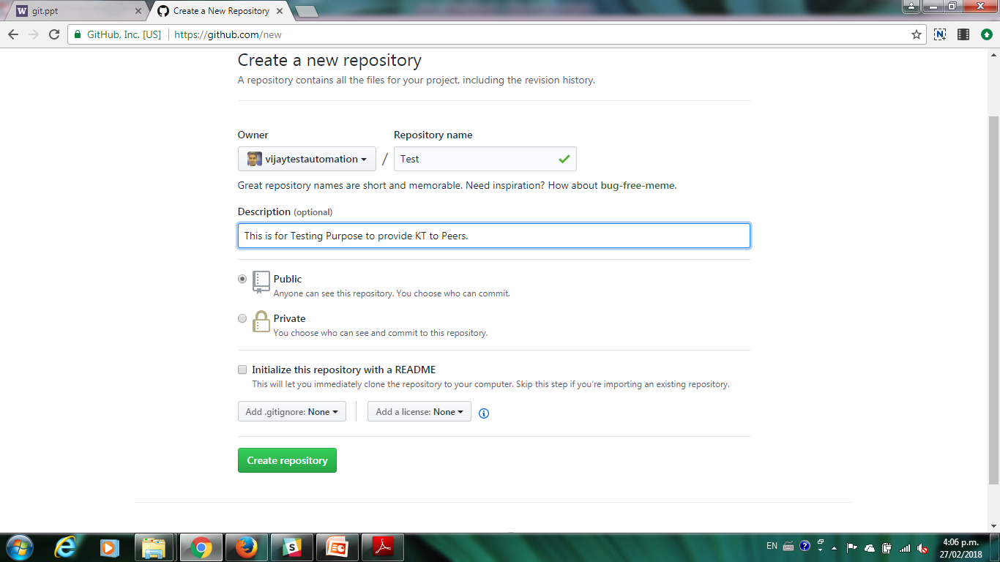 git.ppt
Create a New Repository
GitHub, Inc. [US] https://github.com/new
Create a new repository
A repository contains all the files for your project, including the revision history.
Owner
Repository name
vijaytestautomation / Test
Great repository names are short and memorable. Need inspiration? How about bug-free-meme.
Description (optional)
This is for Testing Purpose to provide KT to Peers.
Public
Anyone can see this repository. You choose who can commit.
Private
You choose who can see and commit to this repository.
Initialize this repository with a README
This will let you immediately clone the repository to your computer. Skip this step if you're importing an existing repository.
Add .gitignore: None
Add a license: None
Create repository
EN
4:06 p.m.
27/02/2018